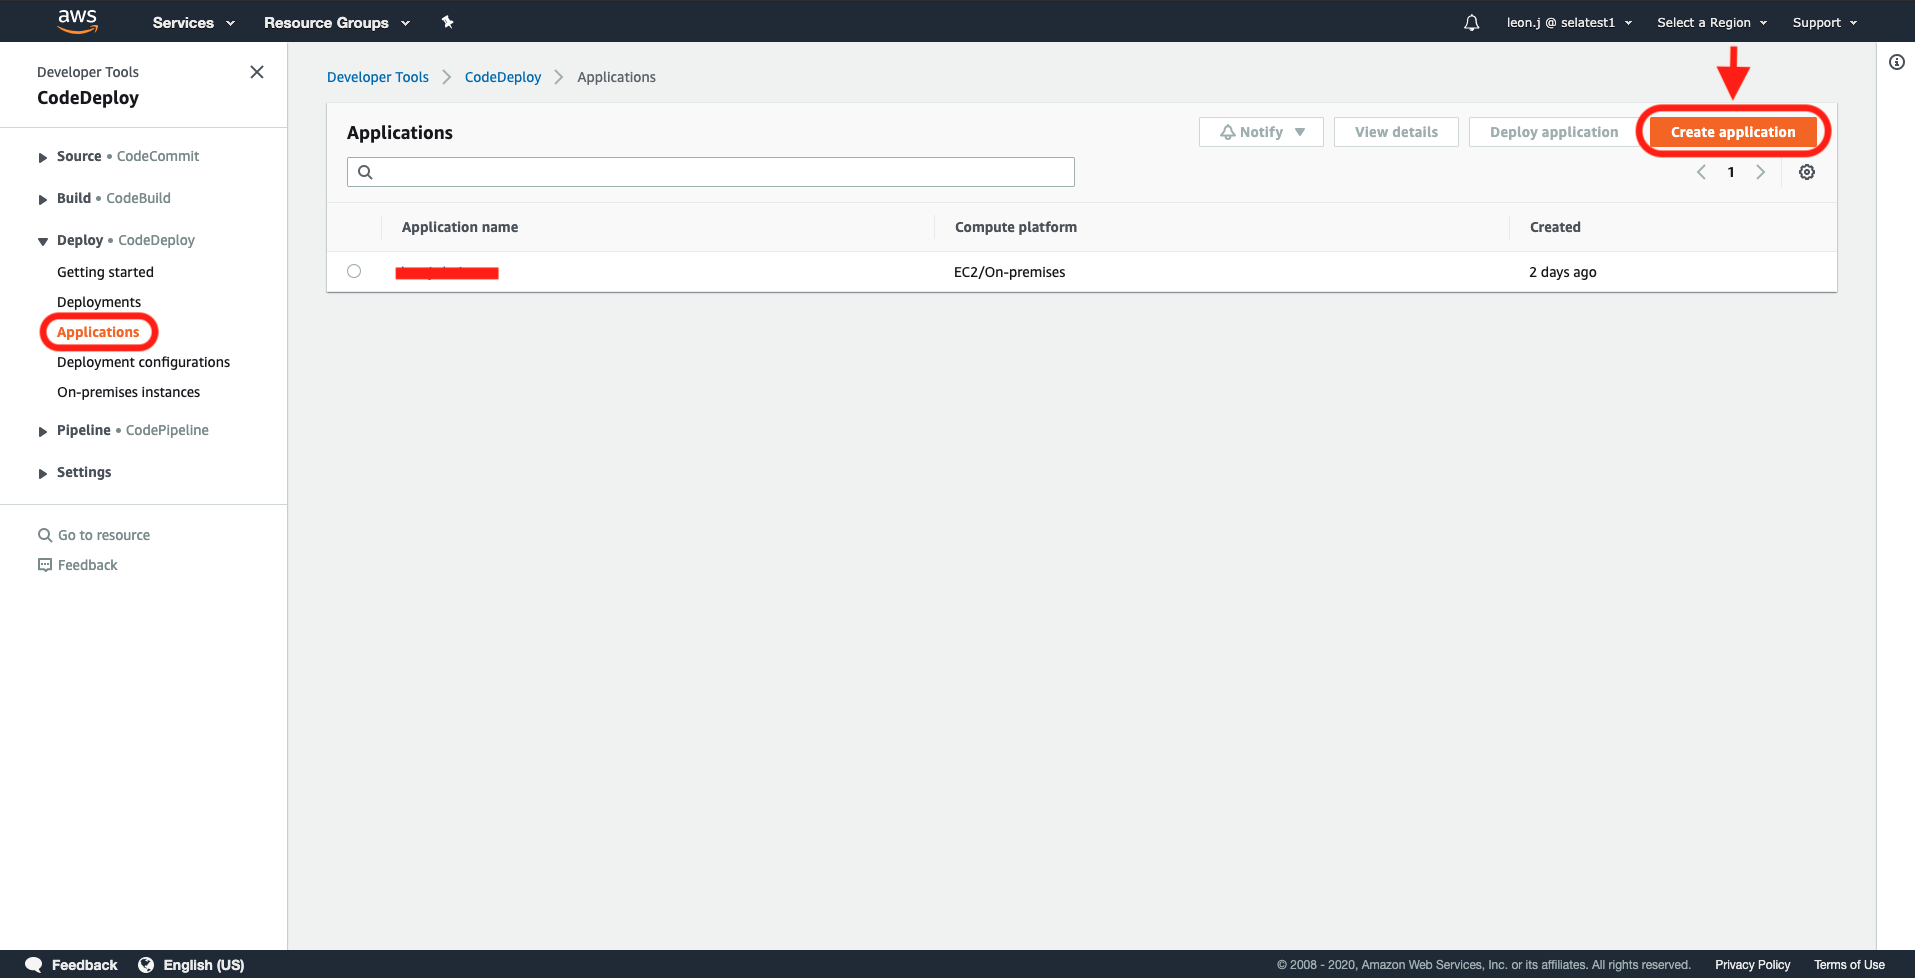 aws Services Resource Groups leon.j @ selatest1 Select a Region Support
Developer Tools
CodeDeploy
Source • CodeCommit
Build • CodeBuild
Deploy • CodeDeploy
Getting started
Deployments
Applications
Deployment configurations
On-premises instances
Pipeline • CodePipeline
Settings
Go to resource
Feedback
Developer Tools CodeDeploy Applications
Applications
Notify View details Deploy application Create application
1
Application name Compute platform Created
EC2/On-premises 2 days ago
Feedback English (US) © 2008 - 2020, Amazon Web Services, Inc. or its affiliates. All rights reserved. Privacy Policy Terms of Use